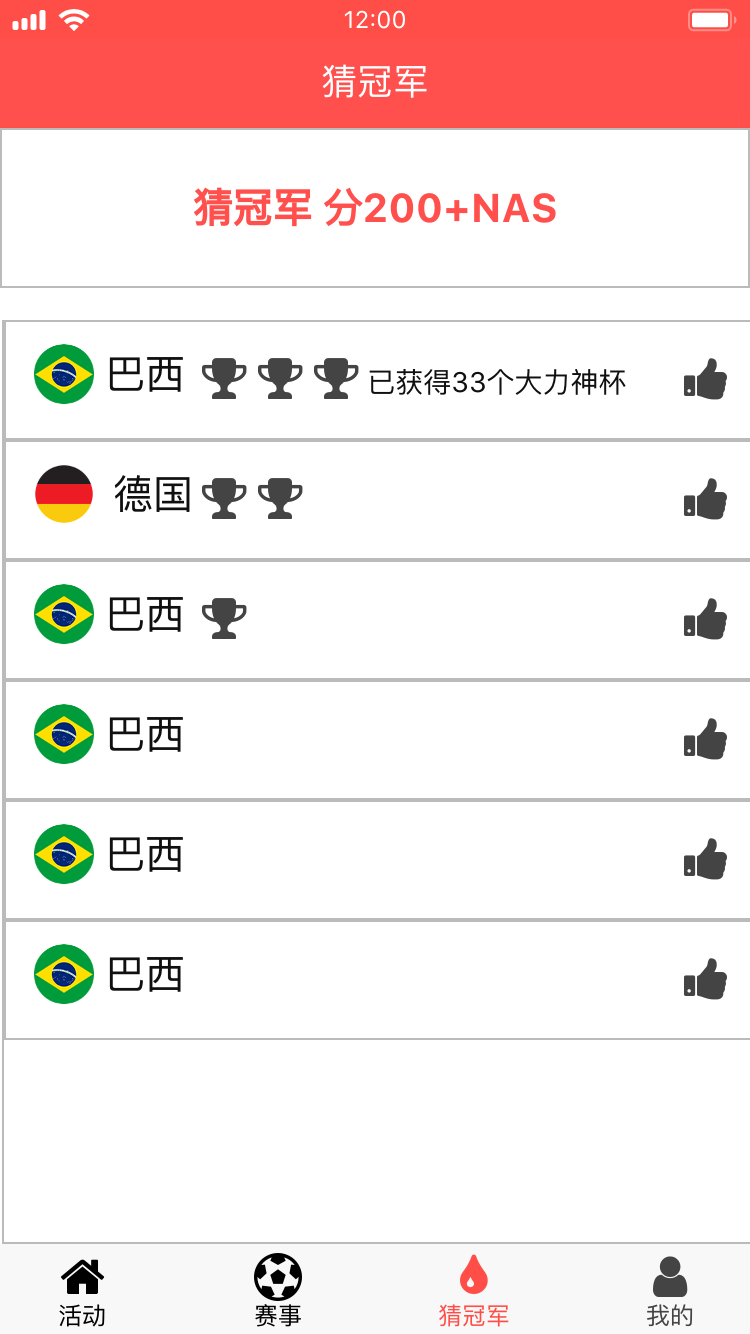 12:00
猜冠军
猜冠军 分200+NAS
巴西 已获得33个大力神杯
德国
巴西
巴西
巴西
巴西
活动 赛事 猜冠军 我的